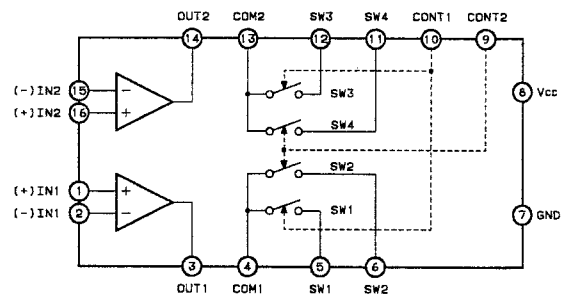 OUT2 COM2 SW3 SW4 CONT1 CONT2
14 13 12 11 10 9
(-)IN2 15 −
(+)IN2 16 +
SW3
8 Vcc
SW4
SW2
(+)IN1 1 +
(-)IN1 2 −
SW1
7 GND
3 4 5 6
OUT1 COM1 SW1 SW2